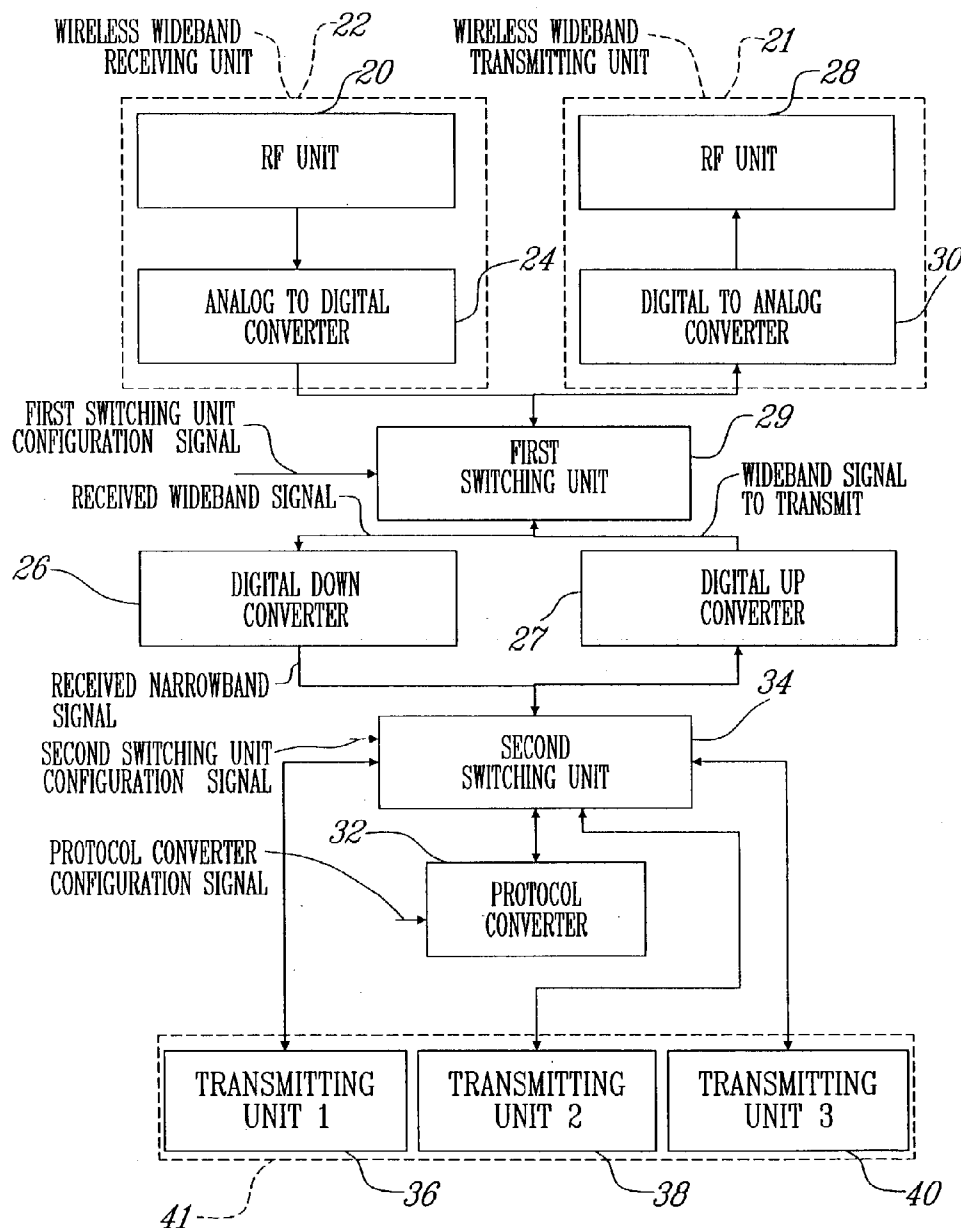 WIRELESS WIDEBAND
RECEIVING UNIT
22
20
WIRELESS WIDEBAND
TRANSMITTING UNIT
21
28
RF UNIT
RF UNIT
24
30
ANALOG TO DIGITAL
CONVERTER
DIGITAL TO ANALOG
CONVERTER
FIRST SWITCHING UNIT
CONFIGURATION SIGNAL
29
FIRST
SWITCHING UNIT
RECEIVED WIDEBAND SIGNAL
WIDEBAND SIGNAL
TO TRANSMIT
26
DIGITAL DOWN
CONVERTER
27
DIGITAL UP
CONVERTER
RECEIVED NARROWBAND
SIGNAL
34
SECOND SWITCHING UNIT
CONFIGURATION SIGNAL
SECOND
SWITCHING UNIT
32
PROTOCOL CONVERTER
CONFIGURATION SIGNAL
PROTOCOL
CONVERTER
TRANSMITTING
UNIT 1
TRANSMITTING
UNIT 2
TRANSMITTING
UNIT 3
41
36
38
40